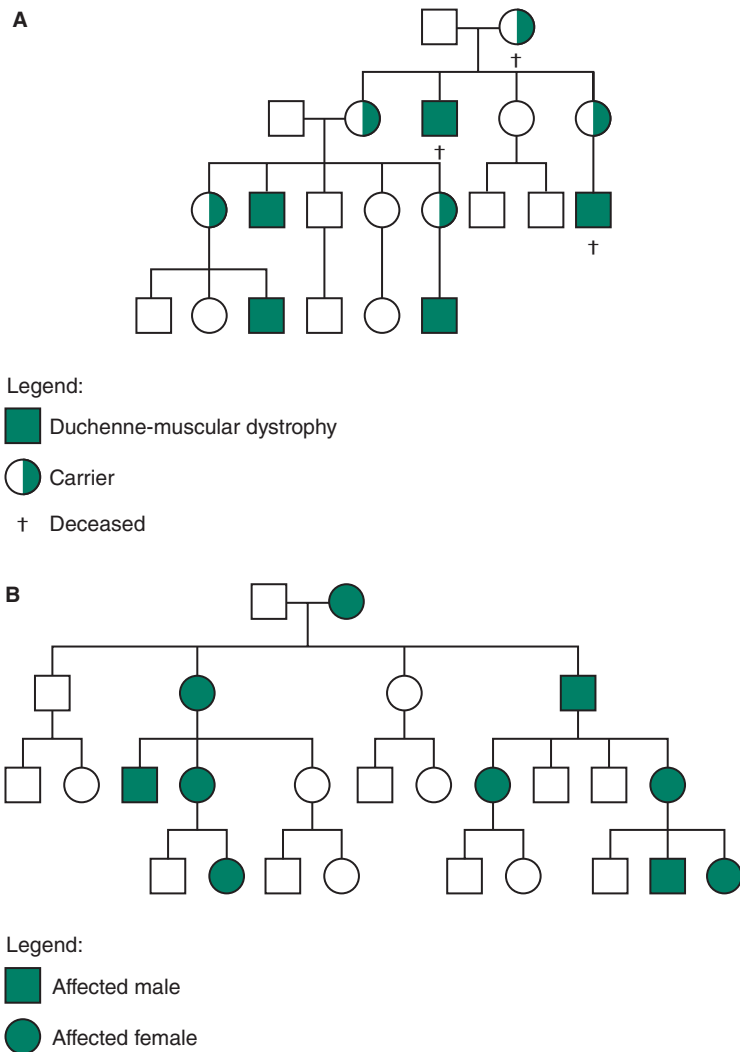 A
†
†
†
Legend:
Duchenne-muscular dystrophy
Carrier
† Deceased
B
Legend:
Affected male
Affected female